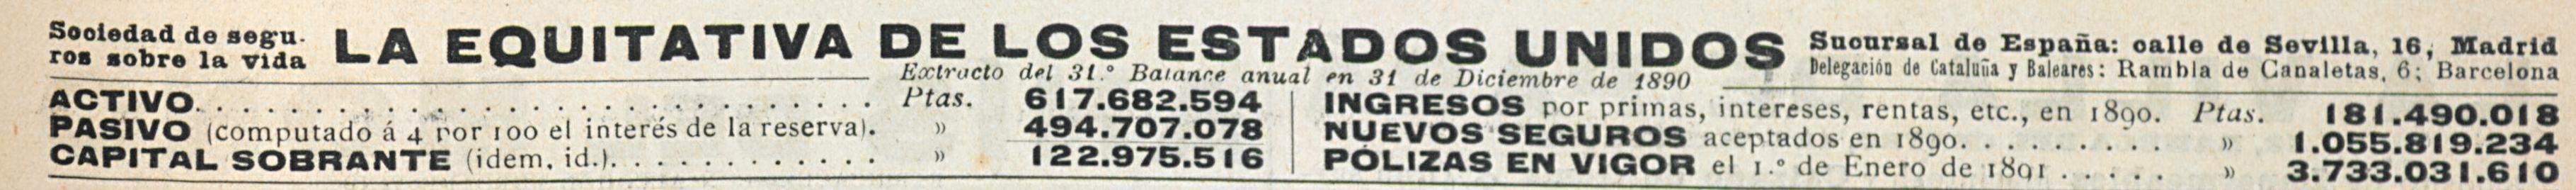 Sociedad de segu-
ros sobre la vida
LA EQUITATIVA DE LOS ESTADOS UNIDOS
Sucursal de España: calle de Sevilla, 16, Madrid
Delegación de Cataluña y Baleares: Rambla de Canaletas, 6; Barcelona
Extracto del 31.º Balance anual en 31 de Diciembre de 1890
ACTIVO. . . . . . . . . . . . . . . . . . . . . . . . . . . . Ptas. 617.682.594
PASIVO (computado á 4 por 100 el interés de la reserva). » 494.707.078
CAPITAL SOBRANTE (idem, id.). . . . . . . . . . . . . » 122.975.516
INGRESOS por primas, intereses, rentas, etc., en 1890. Ptas. 181.490.018
NUEVOS SEGUROS aceptados en 1890. . . . . . . . . » 1.055.819.234
PÓLIZAS EN VIGOR el 1.º de Enero de 1891 . . . . . » 3.733.031.610